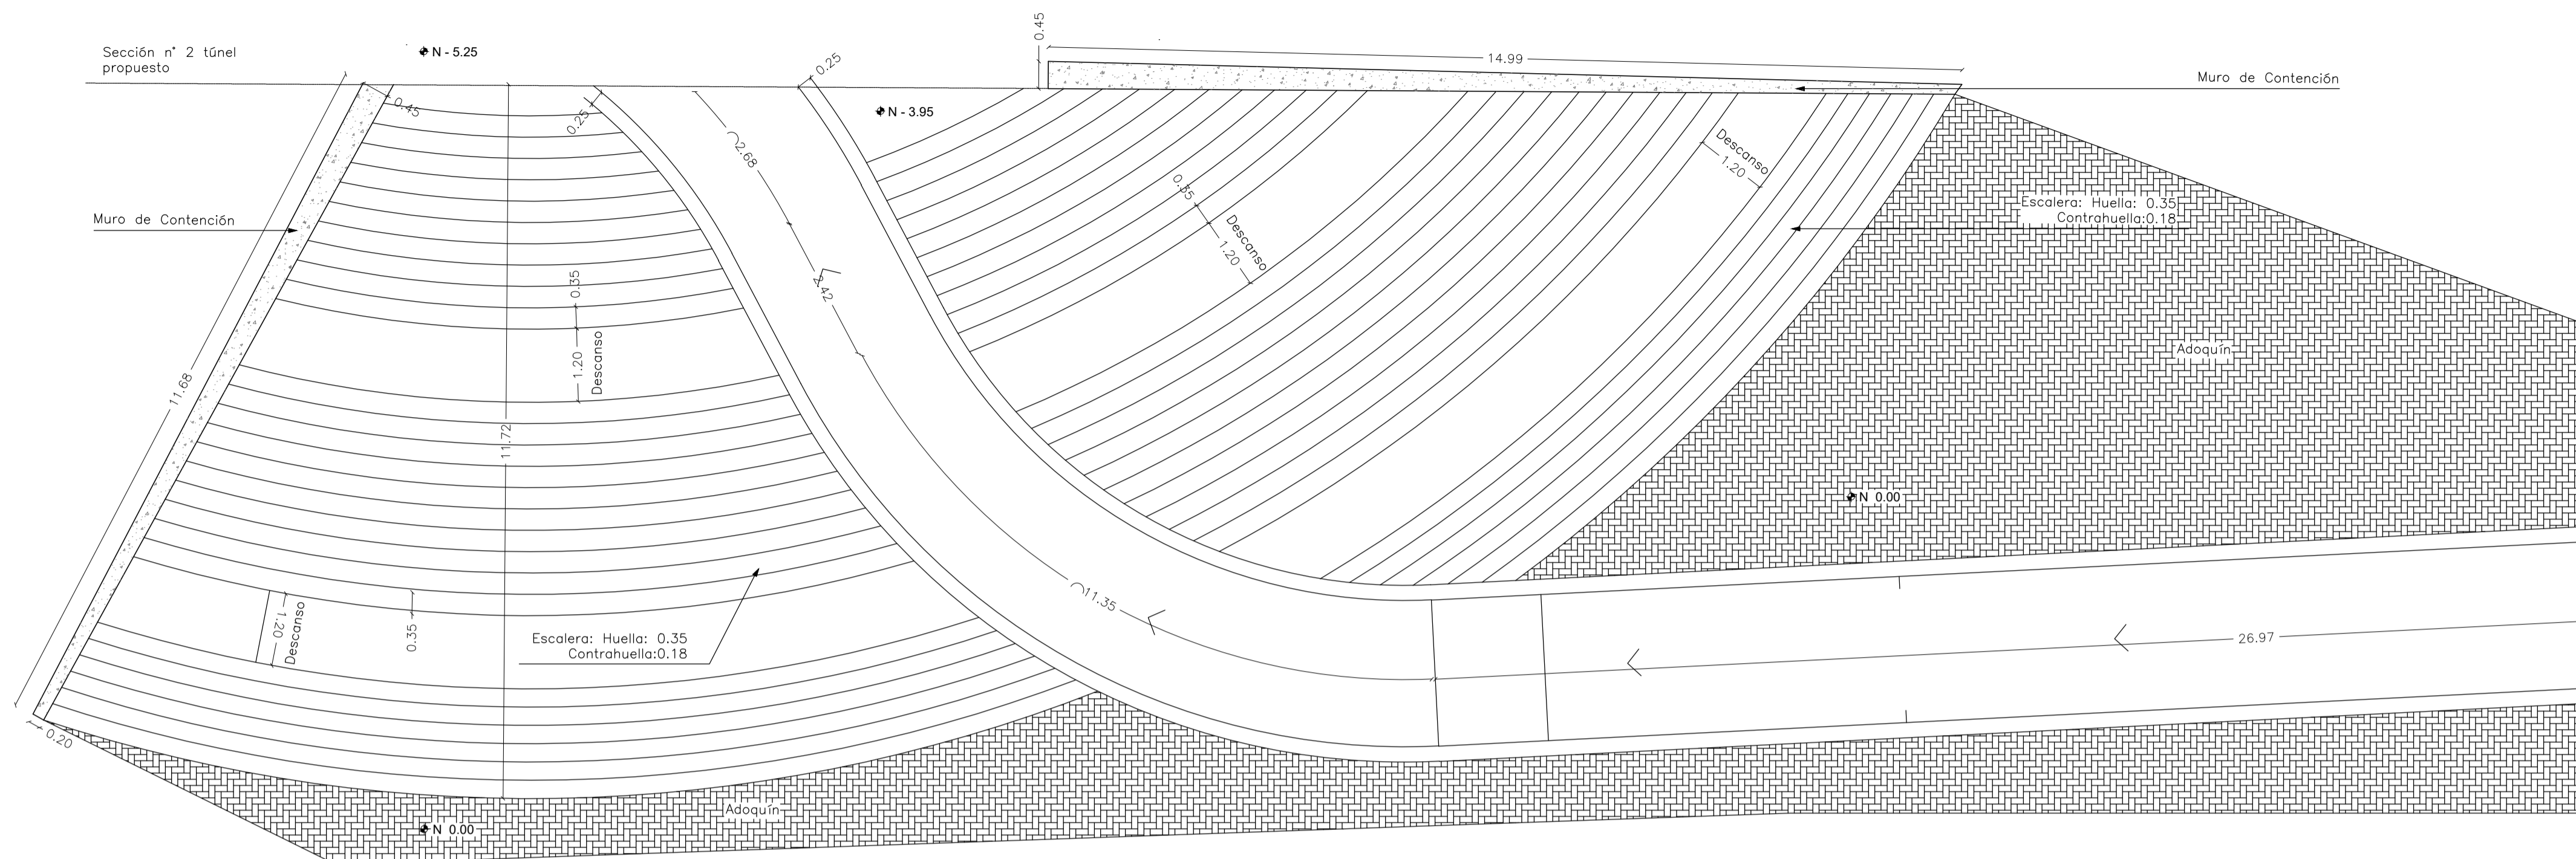 Sección n° 2 túnel
propuesto
N - 5.25
0.45
14.99
Muro de Contención
0.25
0.45
0.25
N - 3.95
2.68
Descanso
1.20
Muro de Contención
0.35
Descanso
1.20
Escalera: Huella: 0.35
Contrahuella:0.18
2.42
0.35
1.20
Descanso
Adoquín
11.68
11.72
N 0.00
11.35
1.20
Descanso
0.35
Escalera: Huella: 0.35
Contrahuella:0.18
26.97
0.20
Adoquín
N 0.00